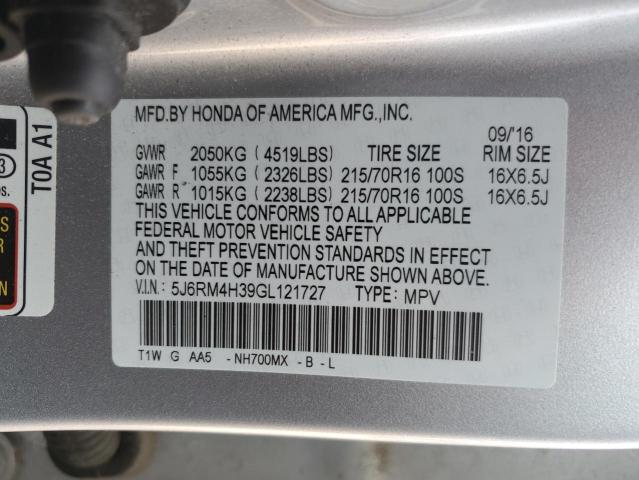 MFD.BY HONDA OF AMERICA MFG.,INC.
09/'16
GVWR 2050KG ( 4519LBS) TIRE SIZE RIM SIZE
GAWR F 1055KG ( 2326LBS) 215/70R16 100S 16X6.5J
GAWR R 1015KG ( 2238LBS) 215/70R16 100S 16X6.5J
THIS VEHICLE CONFORMS TO ALL APPLICABLE
FEDERAL MOTOR VEHICLE SAFETY
AND THEFT PREVENTION STANDARDS IN EFFECT
ON THE DATE OF MANUFACTURE SHOWN ABOVE.
V.I.N.: 5J6RM4H39GL121727 TYPE: MPV
T1W G AA5 -NH700MX -B-L
T0A A1